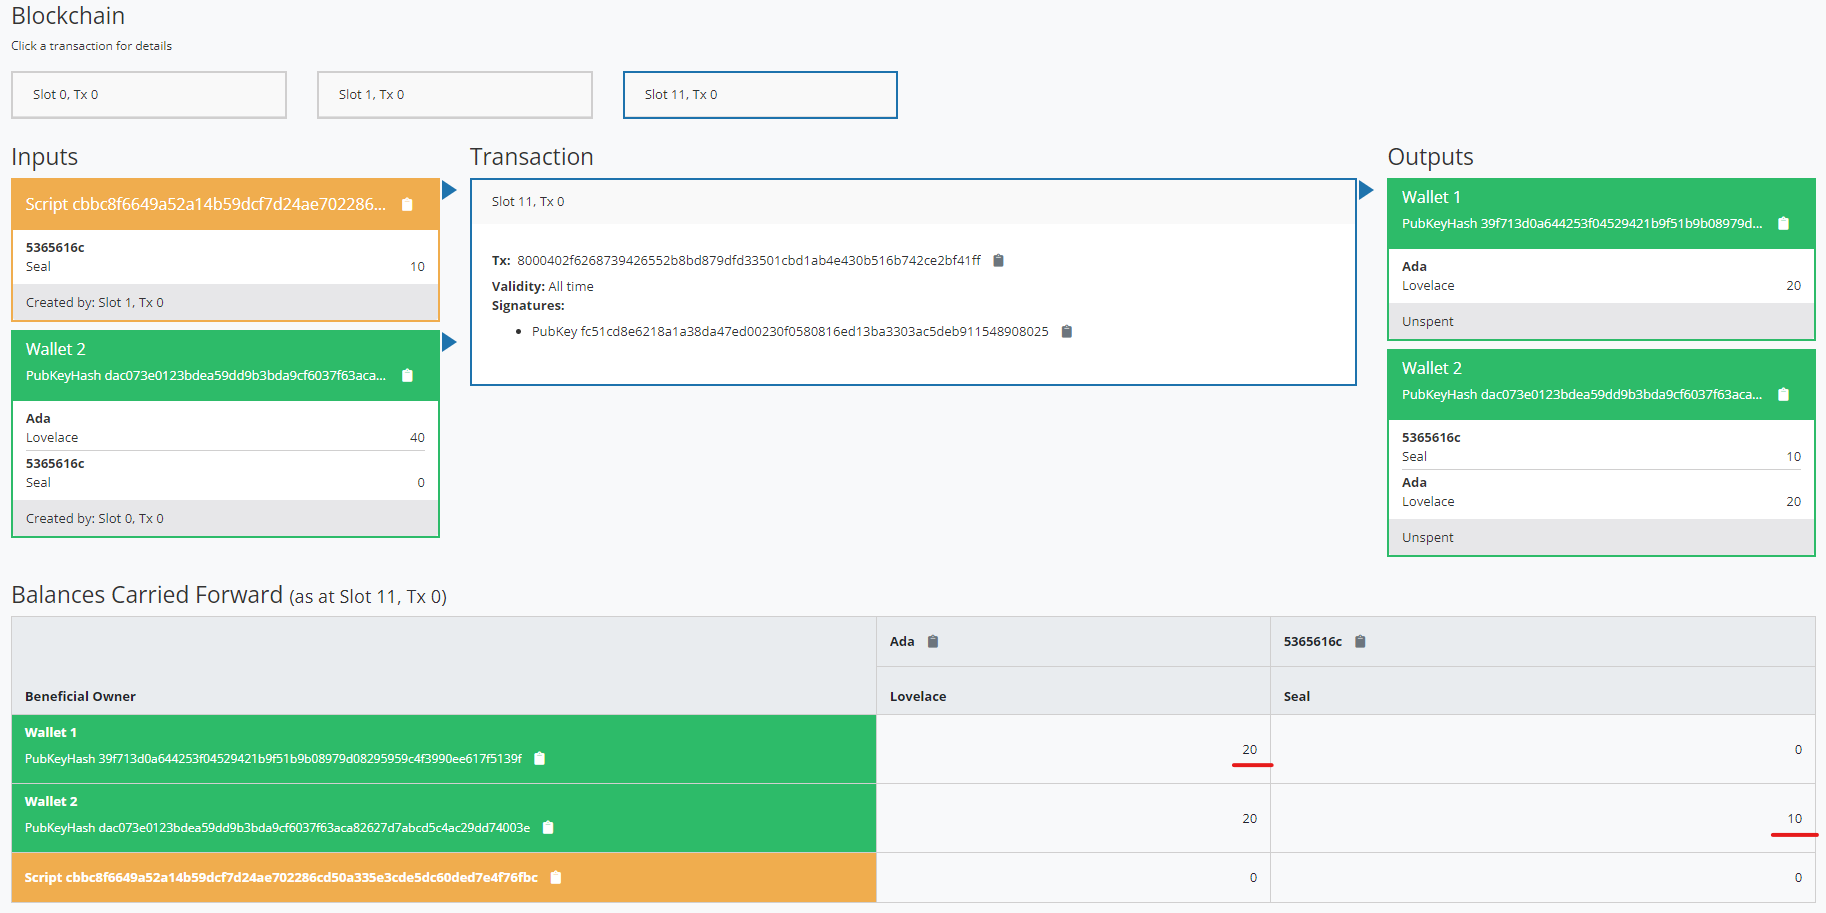 Blockchain
Click a transaction for details
Slot 0, Tx 0
Slot 1, Tx 0
Slot 11, Tx 0
Inputs
Script cbbc8f6649a52a14b59dcf7d24ae702286...
5365616c
Seal 10
Created by: Slot 1, Tx 0
Wallet 2
PubKeyHash dac073e0123bdea59dd9b3bda9cf6037f63aca...
Ada
Lovelace 40
5365616c
Seal 0
Created by: Slot 0, Tx 0
Transaction
Slot 11, Tx 0
Tx: 8000402f6268739426552b8bd879dfd33501cbd1ab4e430b516b742ce2bf41ff
Validity: All time
Signatures:
• PubKey fc51cd8e6218a1a38da47ed00230f0580816ed13ba3303ac5deb911548908025
Outputs
Wallet 1
PubKeyHash 39f713d0a644253f04529421b9f51b9b08979d...
Ada
Lovelace 20
Unspent
Wallet 2
PubKeyHash dac073e0123bdea59dd9b3bda9cf6037f63aca...
5365616c
Seal 10
Ada
Lovelace 20
Unspent
Balances Carried Forward (as at Slot 11, Tx 0)
Ada 5365616c
Beneficial Owner Lovelace Seal
Wallet 1
PubKeyHash 39f713d0a644253f04529421b9f51b9b08979d08295959c4f3990ee617f5139f
20 0
Wallet 2
PubKeyHash dac073e0123bdea59dd9b3bda9cf6037f63aca82627d7abcd5c4ac29dd74003e
20 10
Script cbbc8f6649a52a14b59dcf7d24ae702286cd50a335e3cde5dc60ded7e4f76fbc
0 0